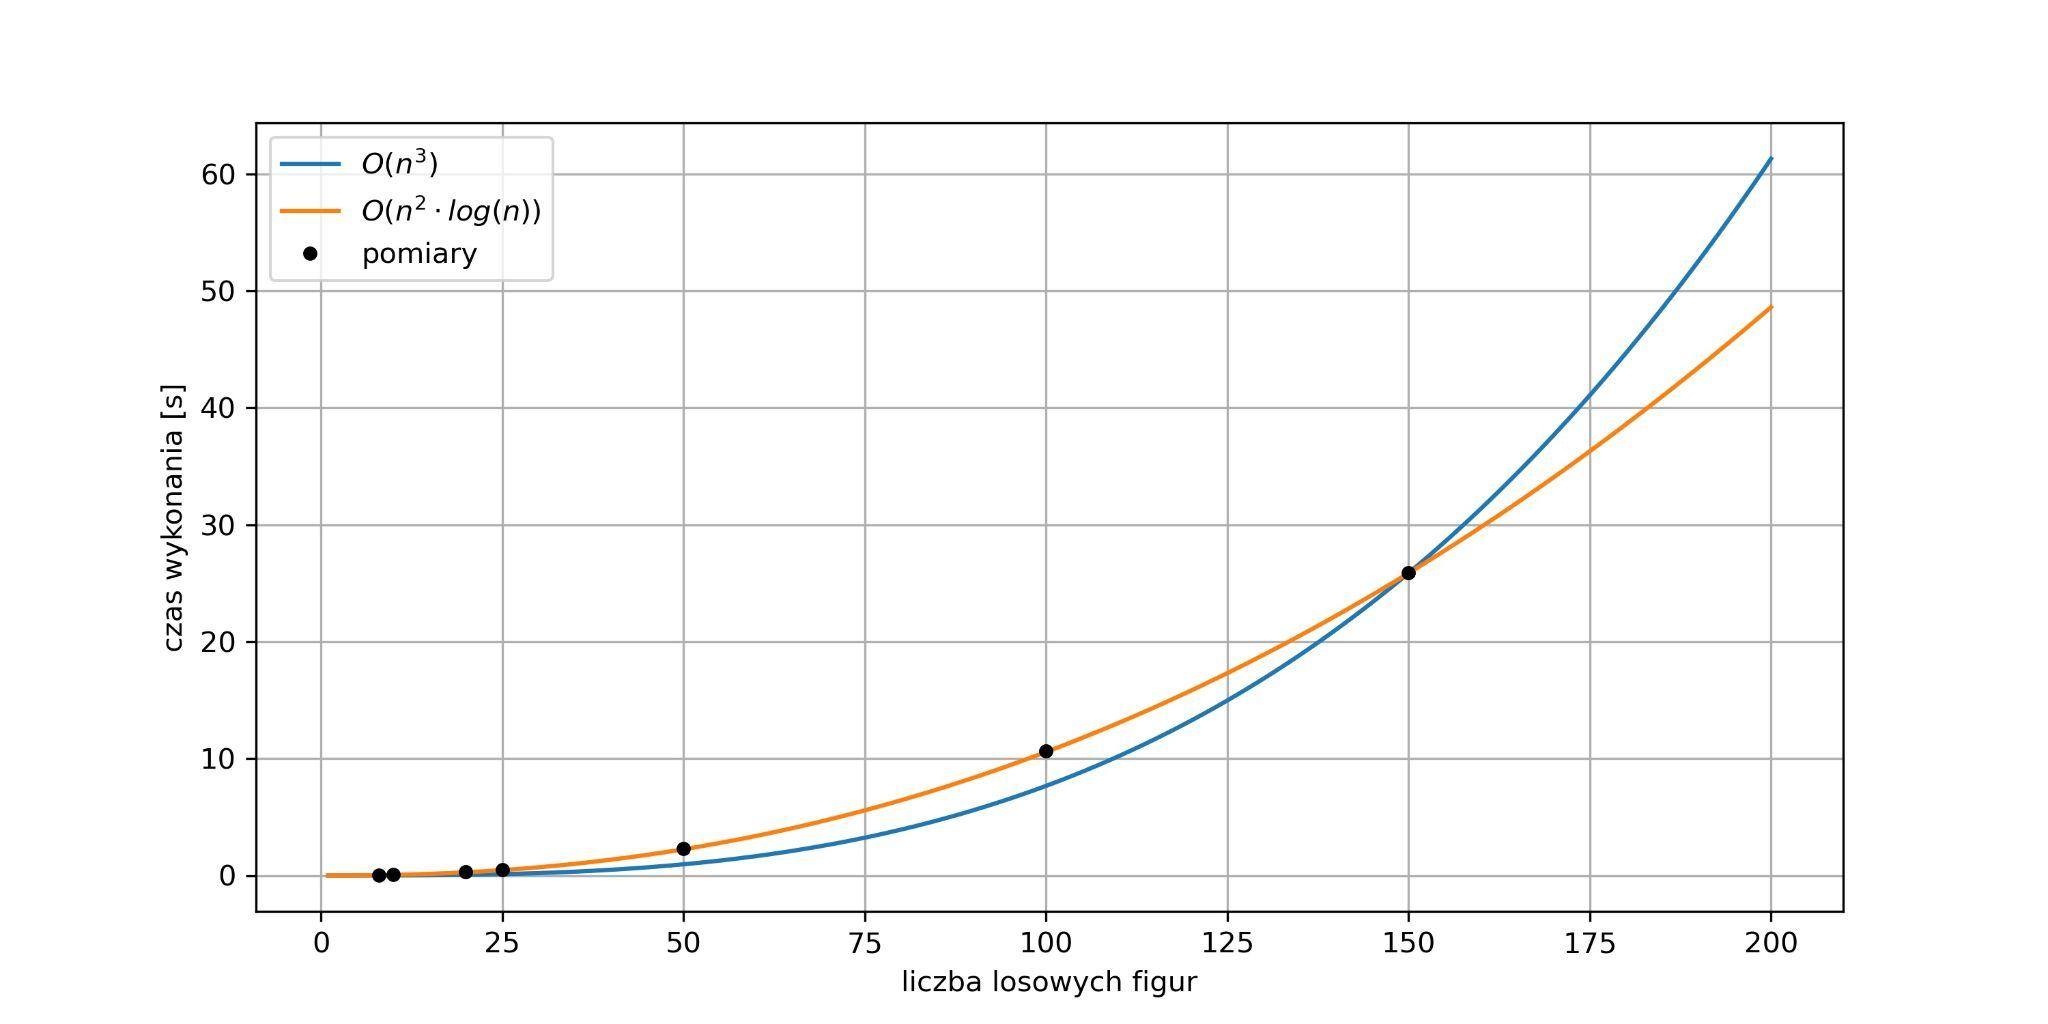 O(n³)
O(n² · log(n))
pomiary
60
50
40
30
20
10
0
czas wykonania [s]
0 25 50 75 100 125 150 175 200
liczba losowych figur